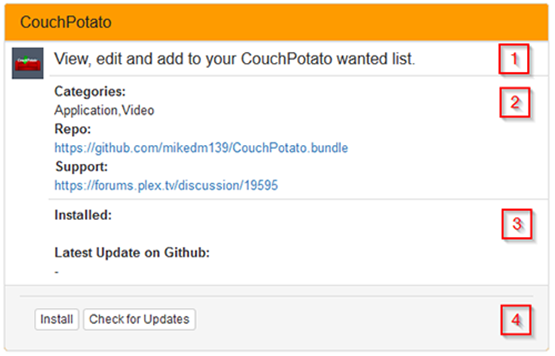 CouchPotato
View, edit and add to your CouchPotato wanted list.
1
Categories:
2
Application,Video
Repo:
https://github.com/mikedm139/CouchPotato.bundle
Support:
https://forums.plex.tv/discussion/19595
Installed:
3
Latest Update on Github:
-
Install Check for Updates
4